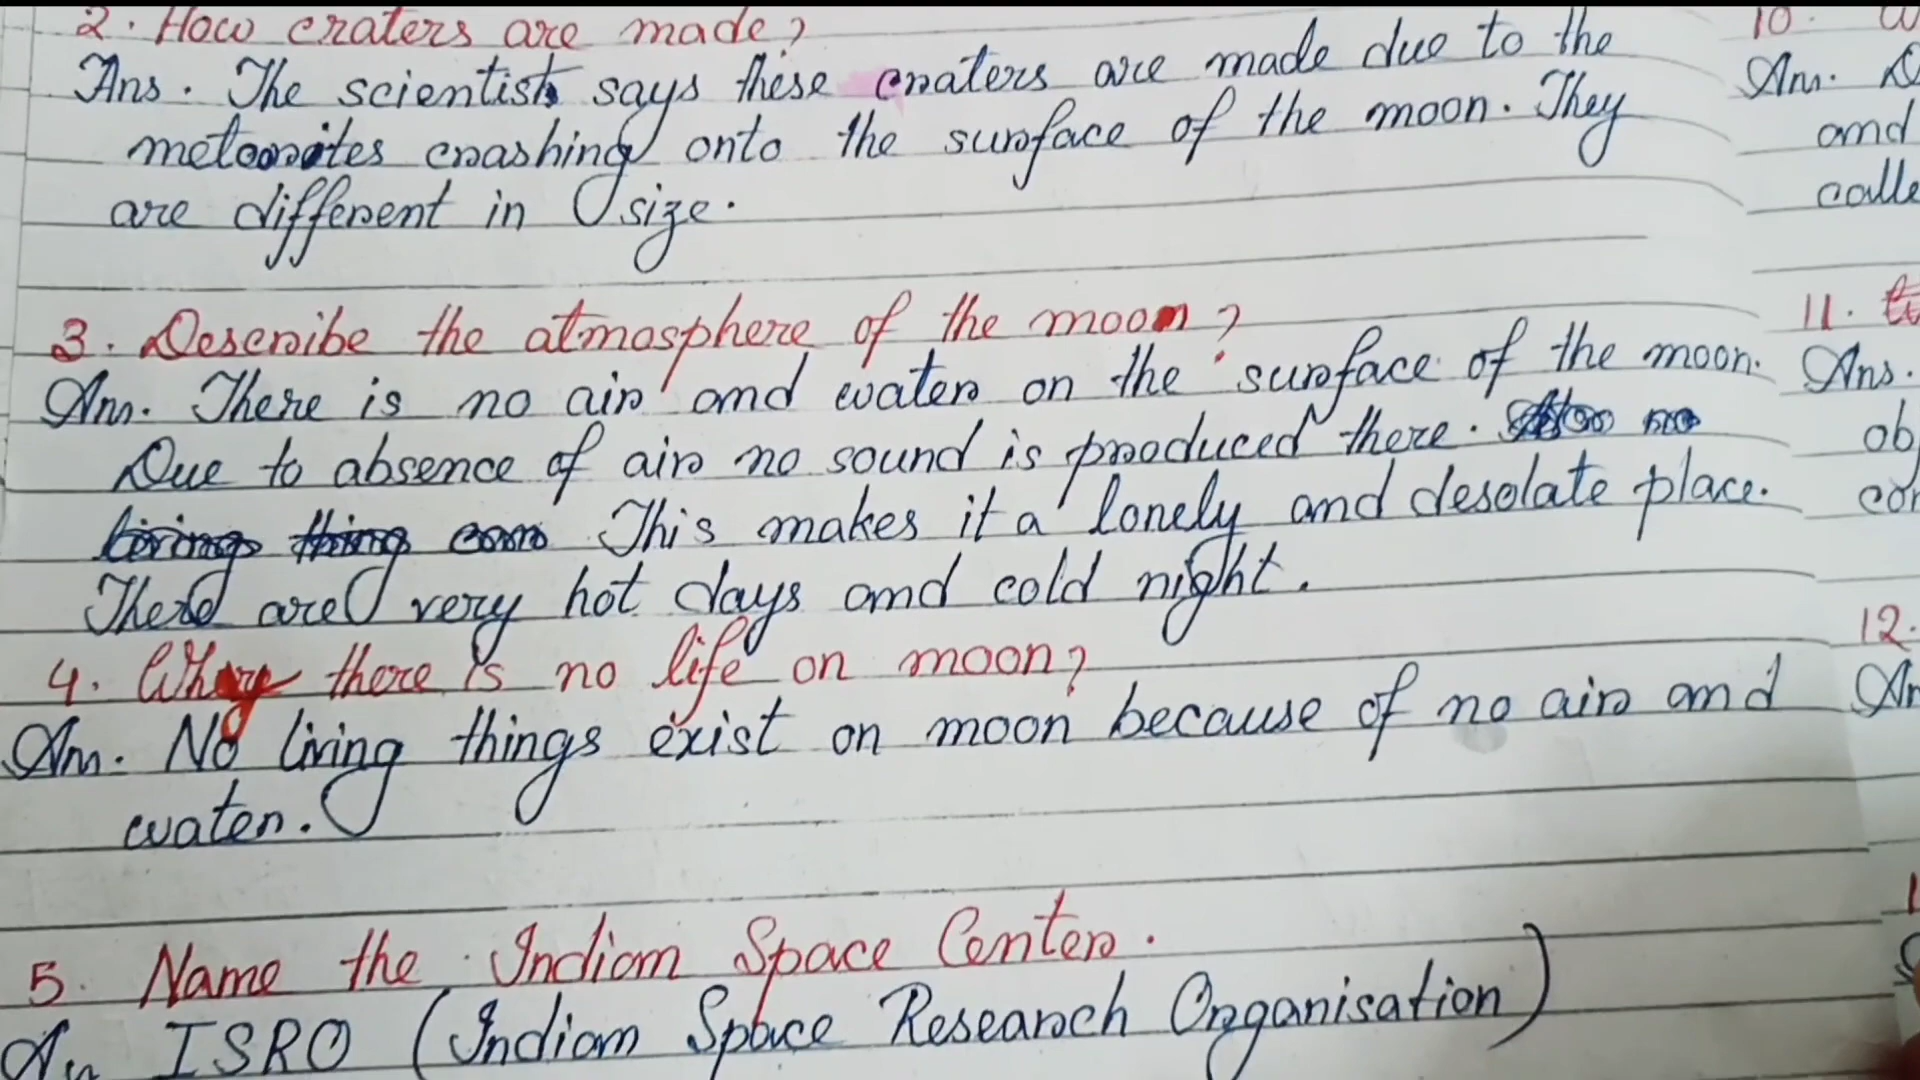 2. How craters are made?
Ans. The scientists says these craters are made due to the
meteorites crashing onto the surface of the moon. They
are different in size.
3. Describe the atmosphere of the moon?
Ans. There is no air and water on the surface of the moon.
Due to absence of air no sound is produced there.
living thing can This makes it a lonely and desolate place.
There are very hot days and cold night.
4. Why there is no life on moon?
Ans. No living things exist on moon because of no air and
water.
5. Name the Indian Space Center.
An ISRO (Indian Space Research Organisation)
10.
Ans.
and
calle
11.
Ans.
ob
con
12.
An